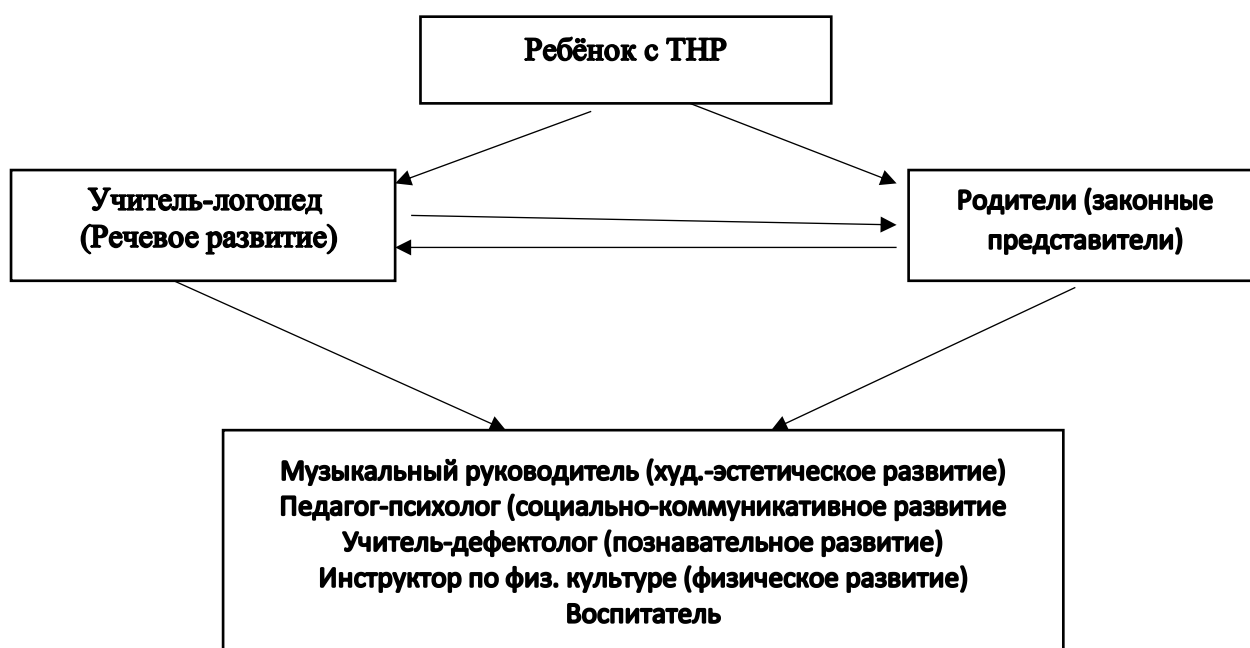 Ребёнок с ТНР
Учитель-логопед
(Речевое развитие)
Родители (законные
представители)
Музыкальный руководитель (худ.-эстетическое развитие)
Педагог-психолог (социально-коммуникативное развитие
Учитель-дефектолог (познавательное развитие)
Инструктор по физ. культуре (физическое развитие)
Воспитатель